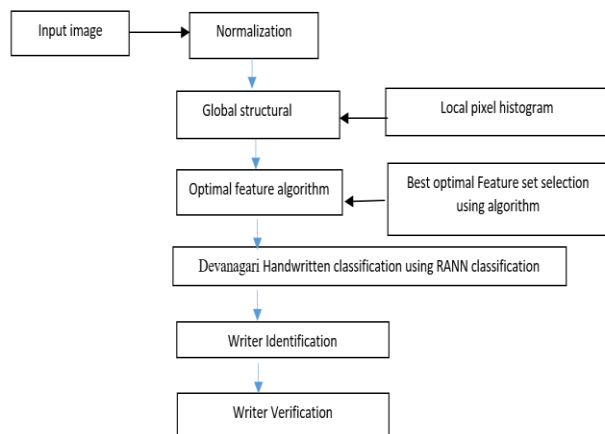 Input image
Normalization
Global structural
Local pixel histogram
Optimal feature algorithm
Best optimal Feature set selection
using algorithm
Devanagari Handwritten classification using RANN classification
Writer Identification
Writer Verification